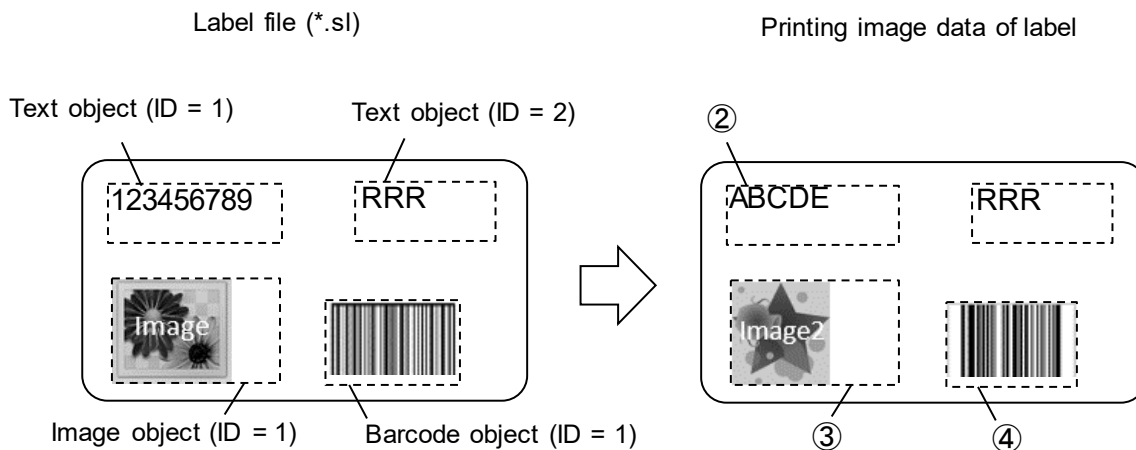 Label file (*.sl)
Printing image data of label
Text object (ID = 1)
Text object (ID = 2)
②
123456789
RRR
ABCDE
RRR
Image
Image2
Image object (ID = 1)
Barcode object (ID = 1)
③
④